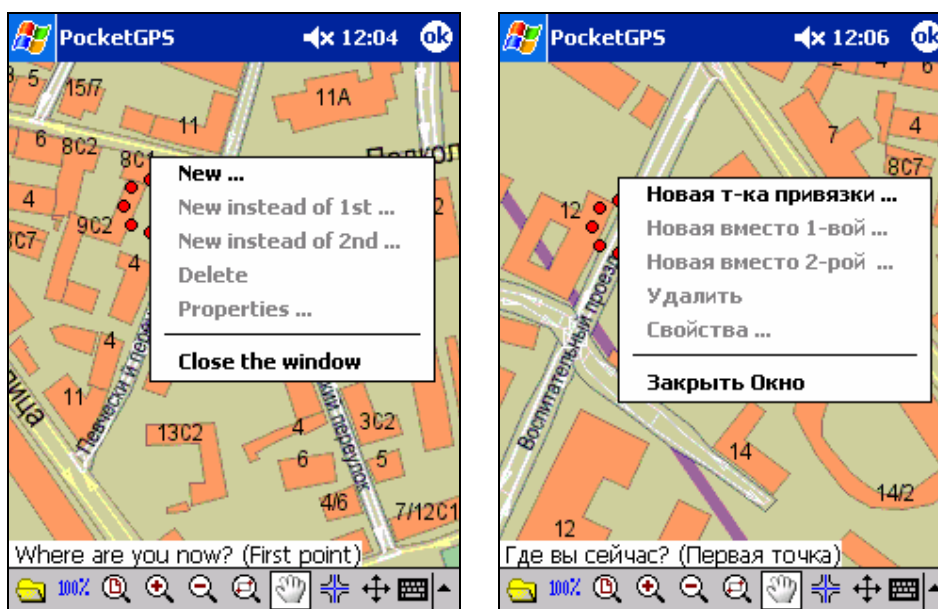 PocketGPS 12:04 ok
5
15/7
11A
11
6
8C2
8C1
4
9C2
2
4
New ...
New instead of 1st ...
New instead of 2nd ...
Delete
Properties ...
Close the window
4
11
13C2
4
3C2
6
5
4/6
7/12C1
переулок
Where are you now? (First point)
100%
PocketGPS 12:06 ok
4
6
7
4
8C7
12
Новая т-ка привязки ...
Новая вместо 1-вой ...
Новая вместо 2-рой ...
Удалить
Свойства ...
Закрыть Окно
Воспитательный проезд
14
14/2
12
Где вы сейчас? (Первая точка)
100%